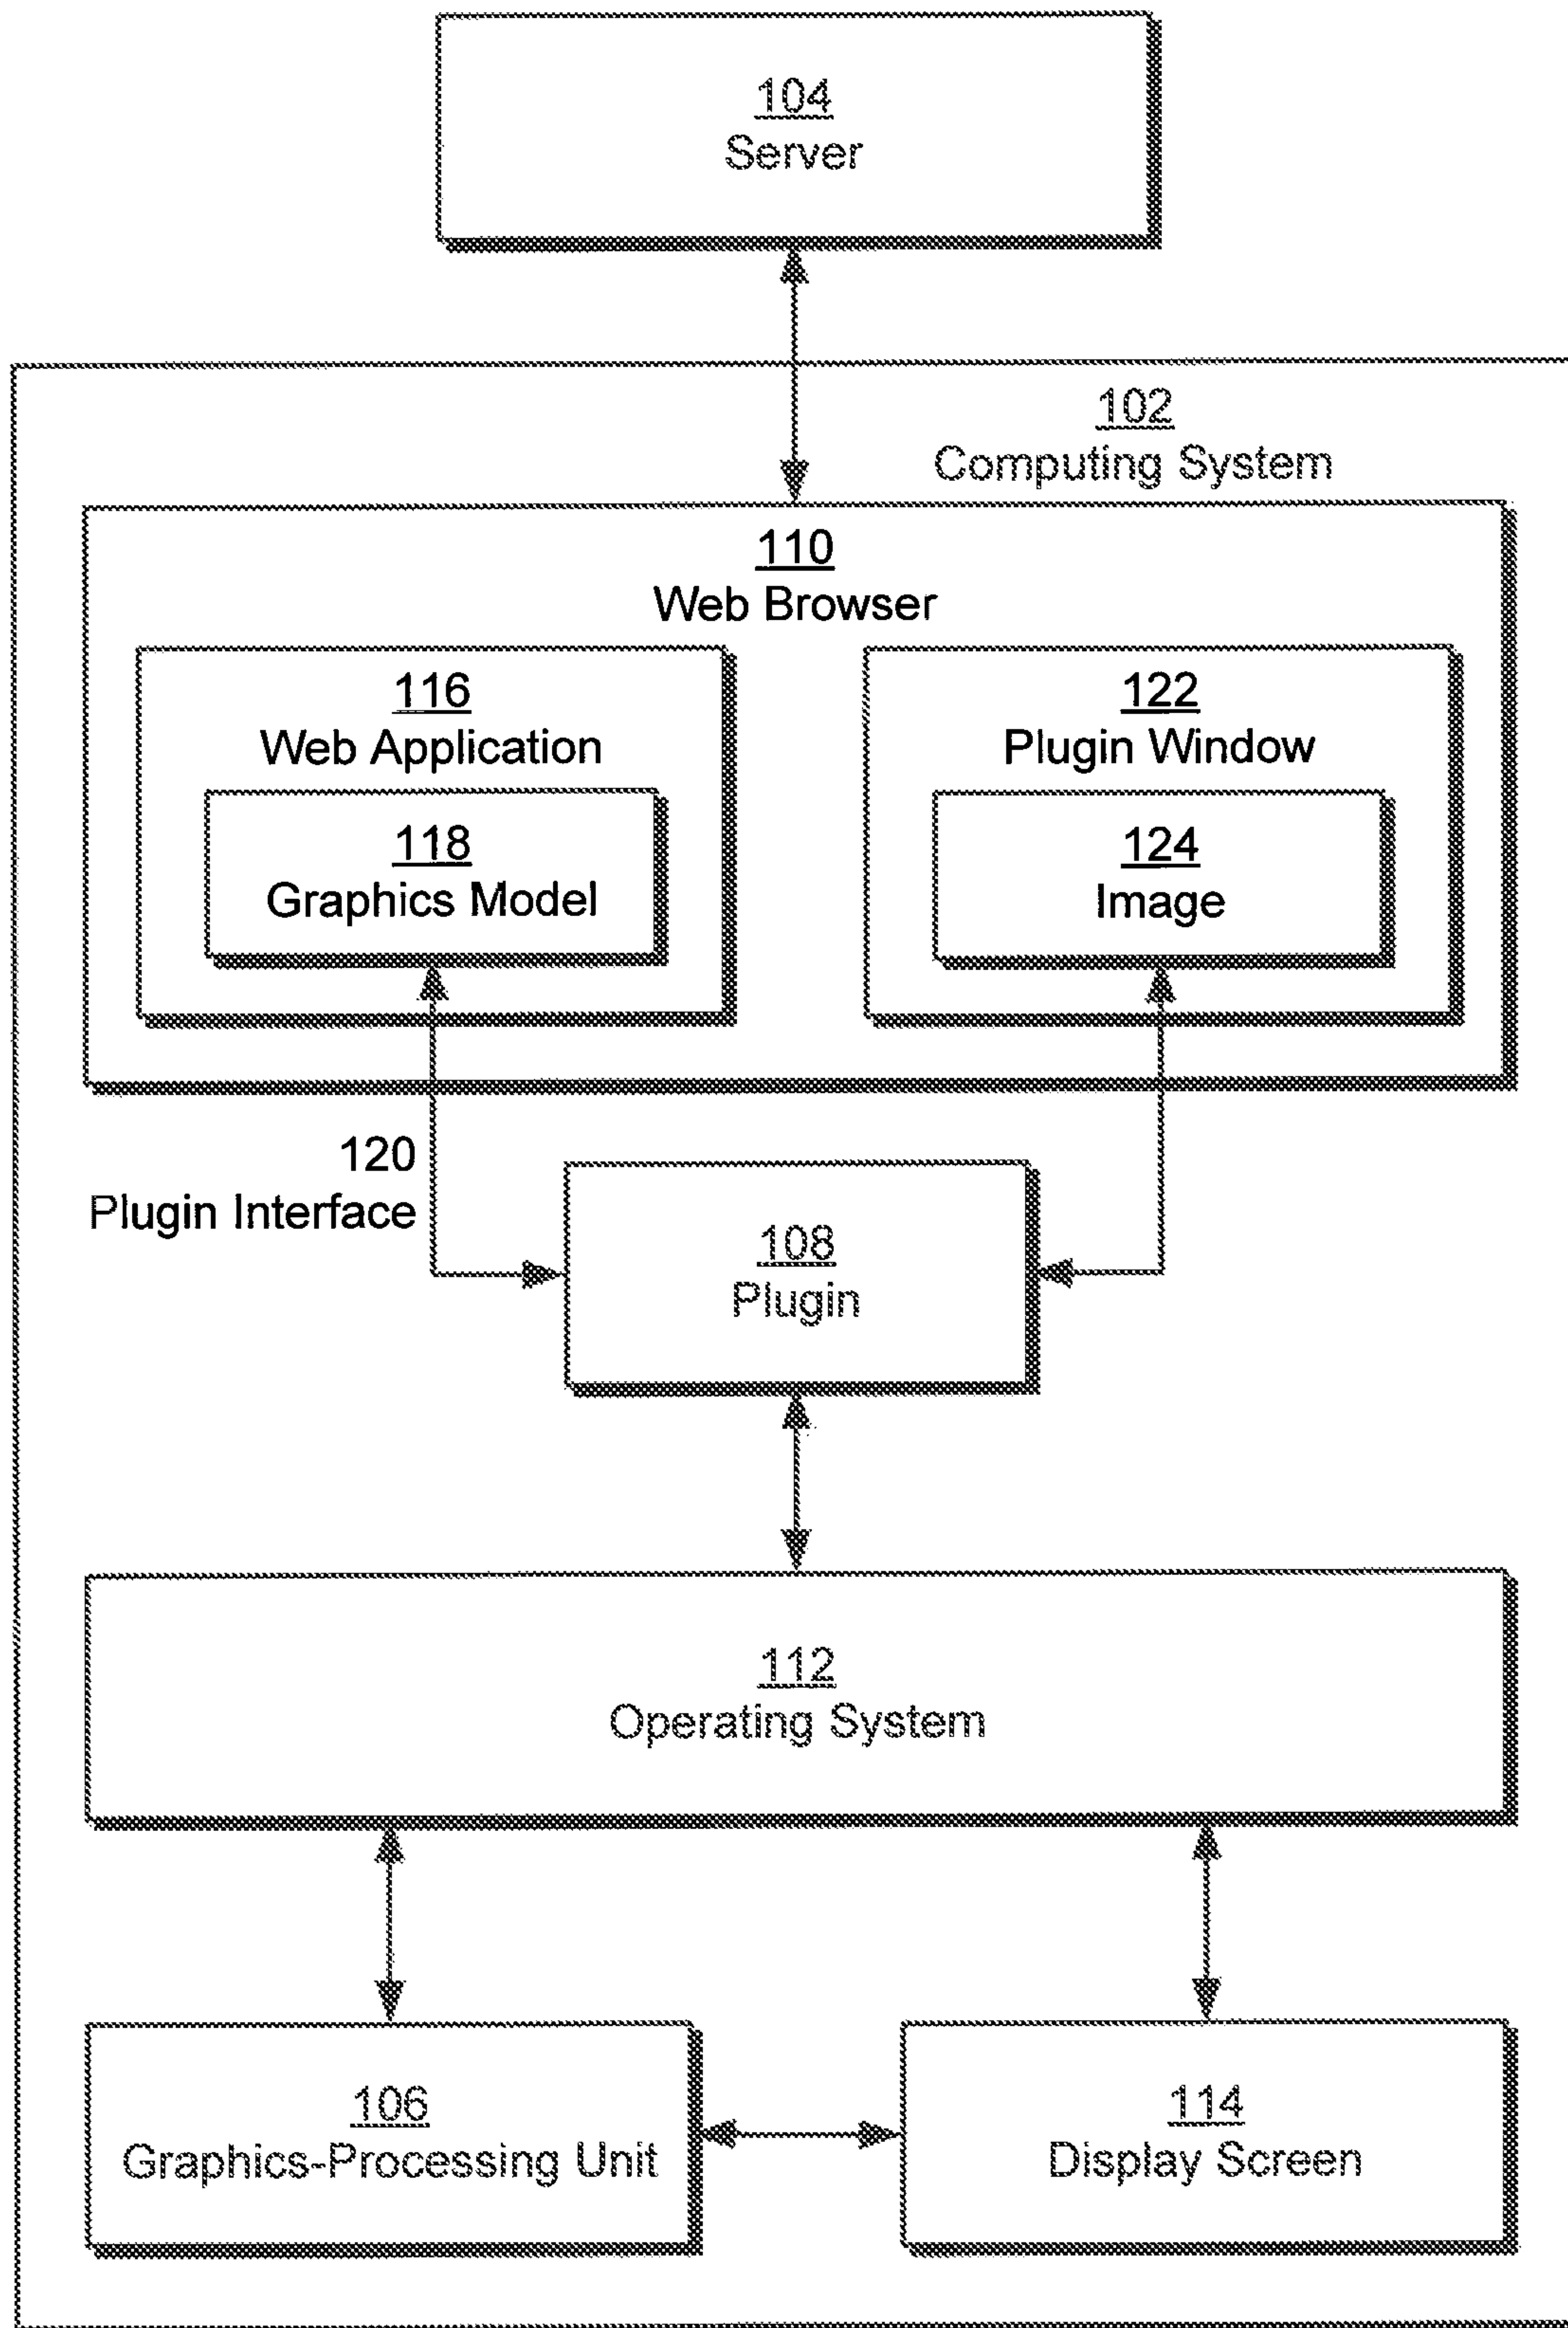 104
Server
102
Computing System
110
Web Browser
116
Web Application
118
Graphics Model
122
Plugin Window
124
Image
120
Plugin Interface
108
Plugin
112
Operating System
106
Graphics-Processing Unit
114
Display Screen